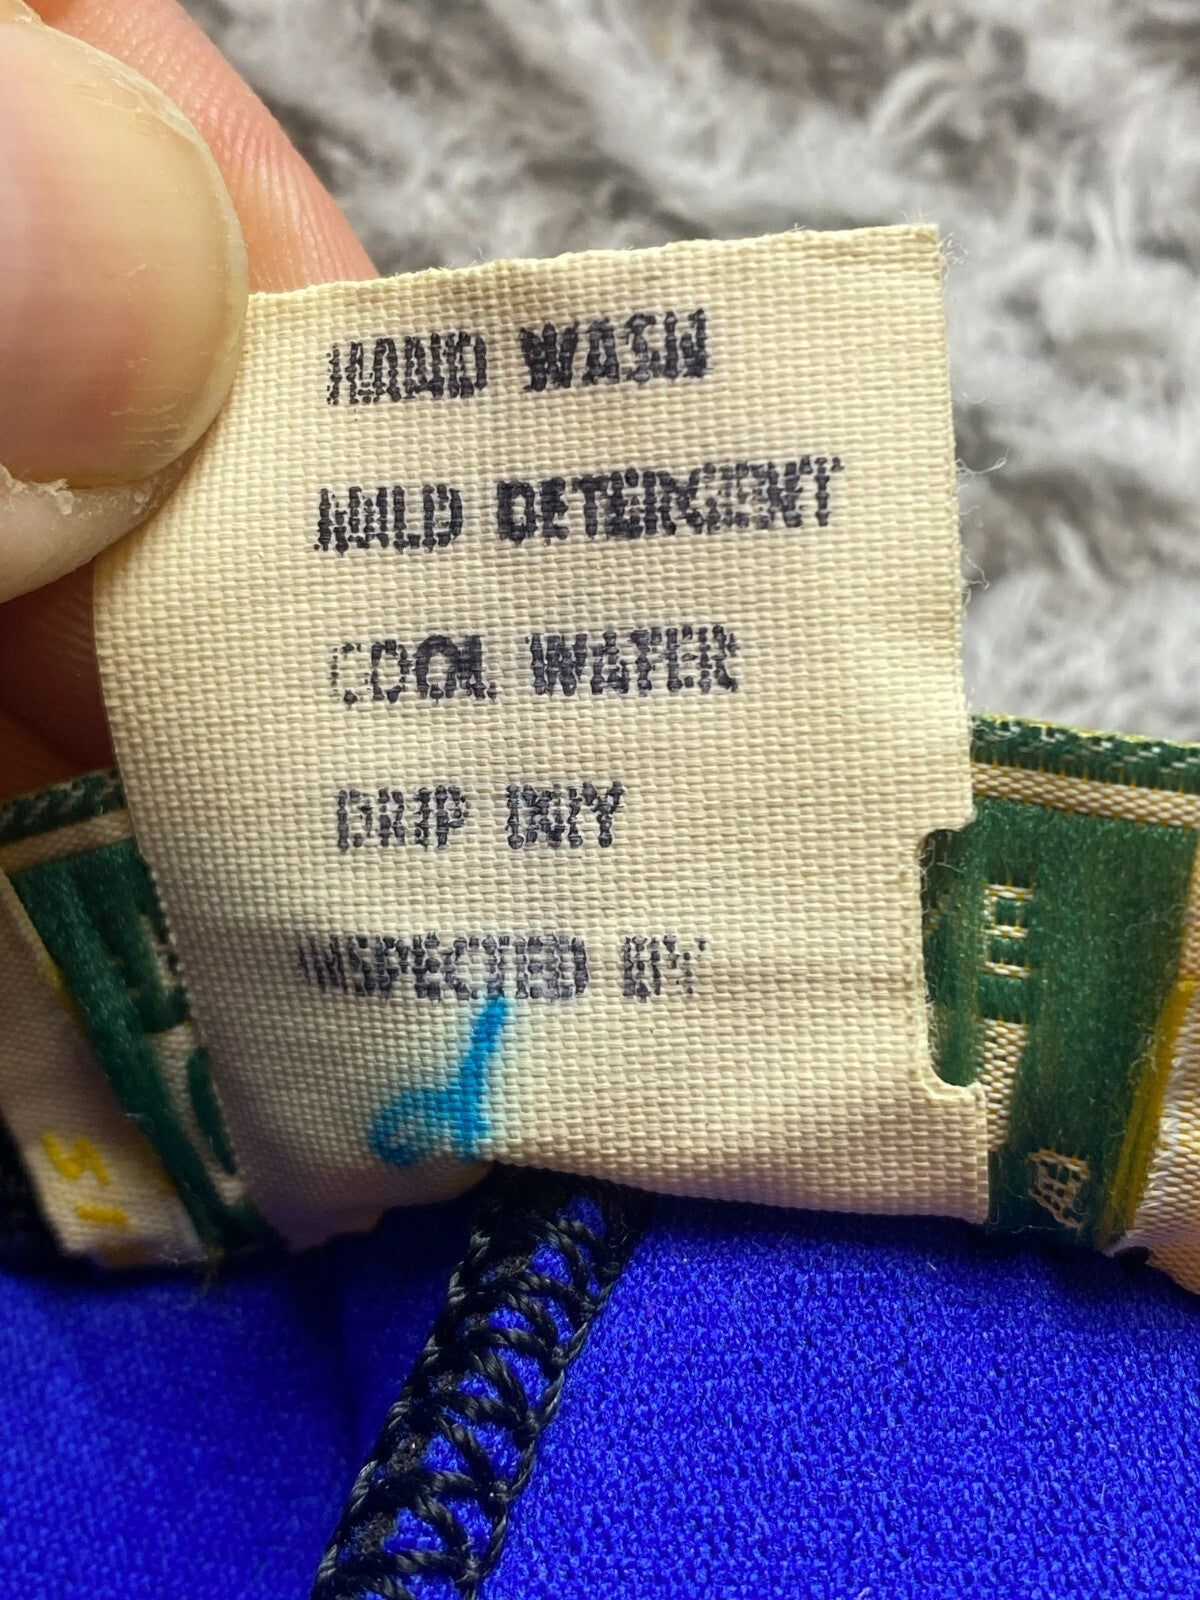 HAND WASH
MILD DETERGENT
COOL WATER
DRIP DRY
INSPECTED BY